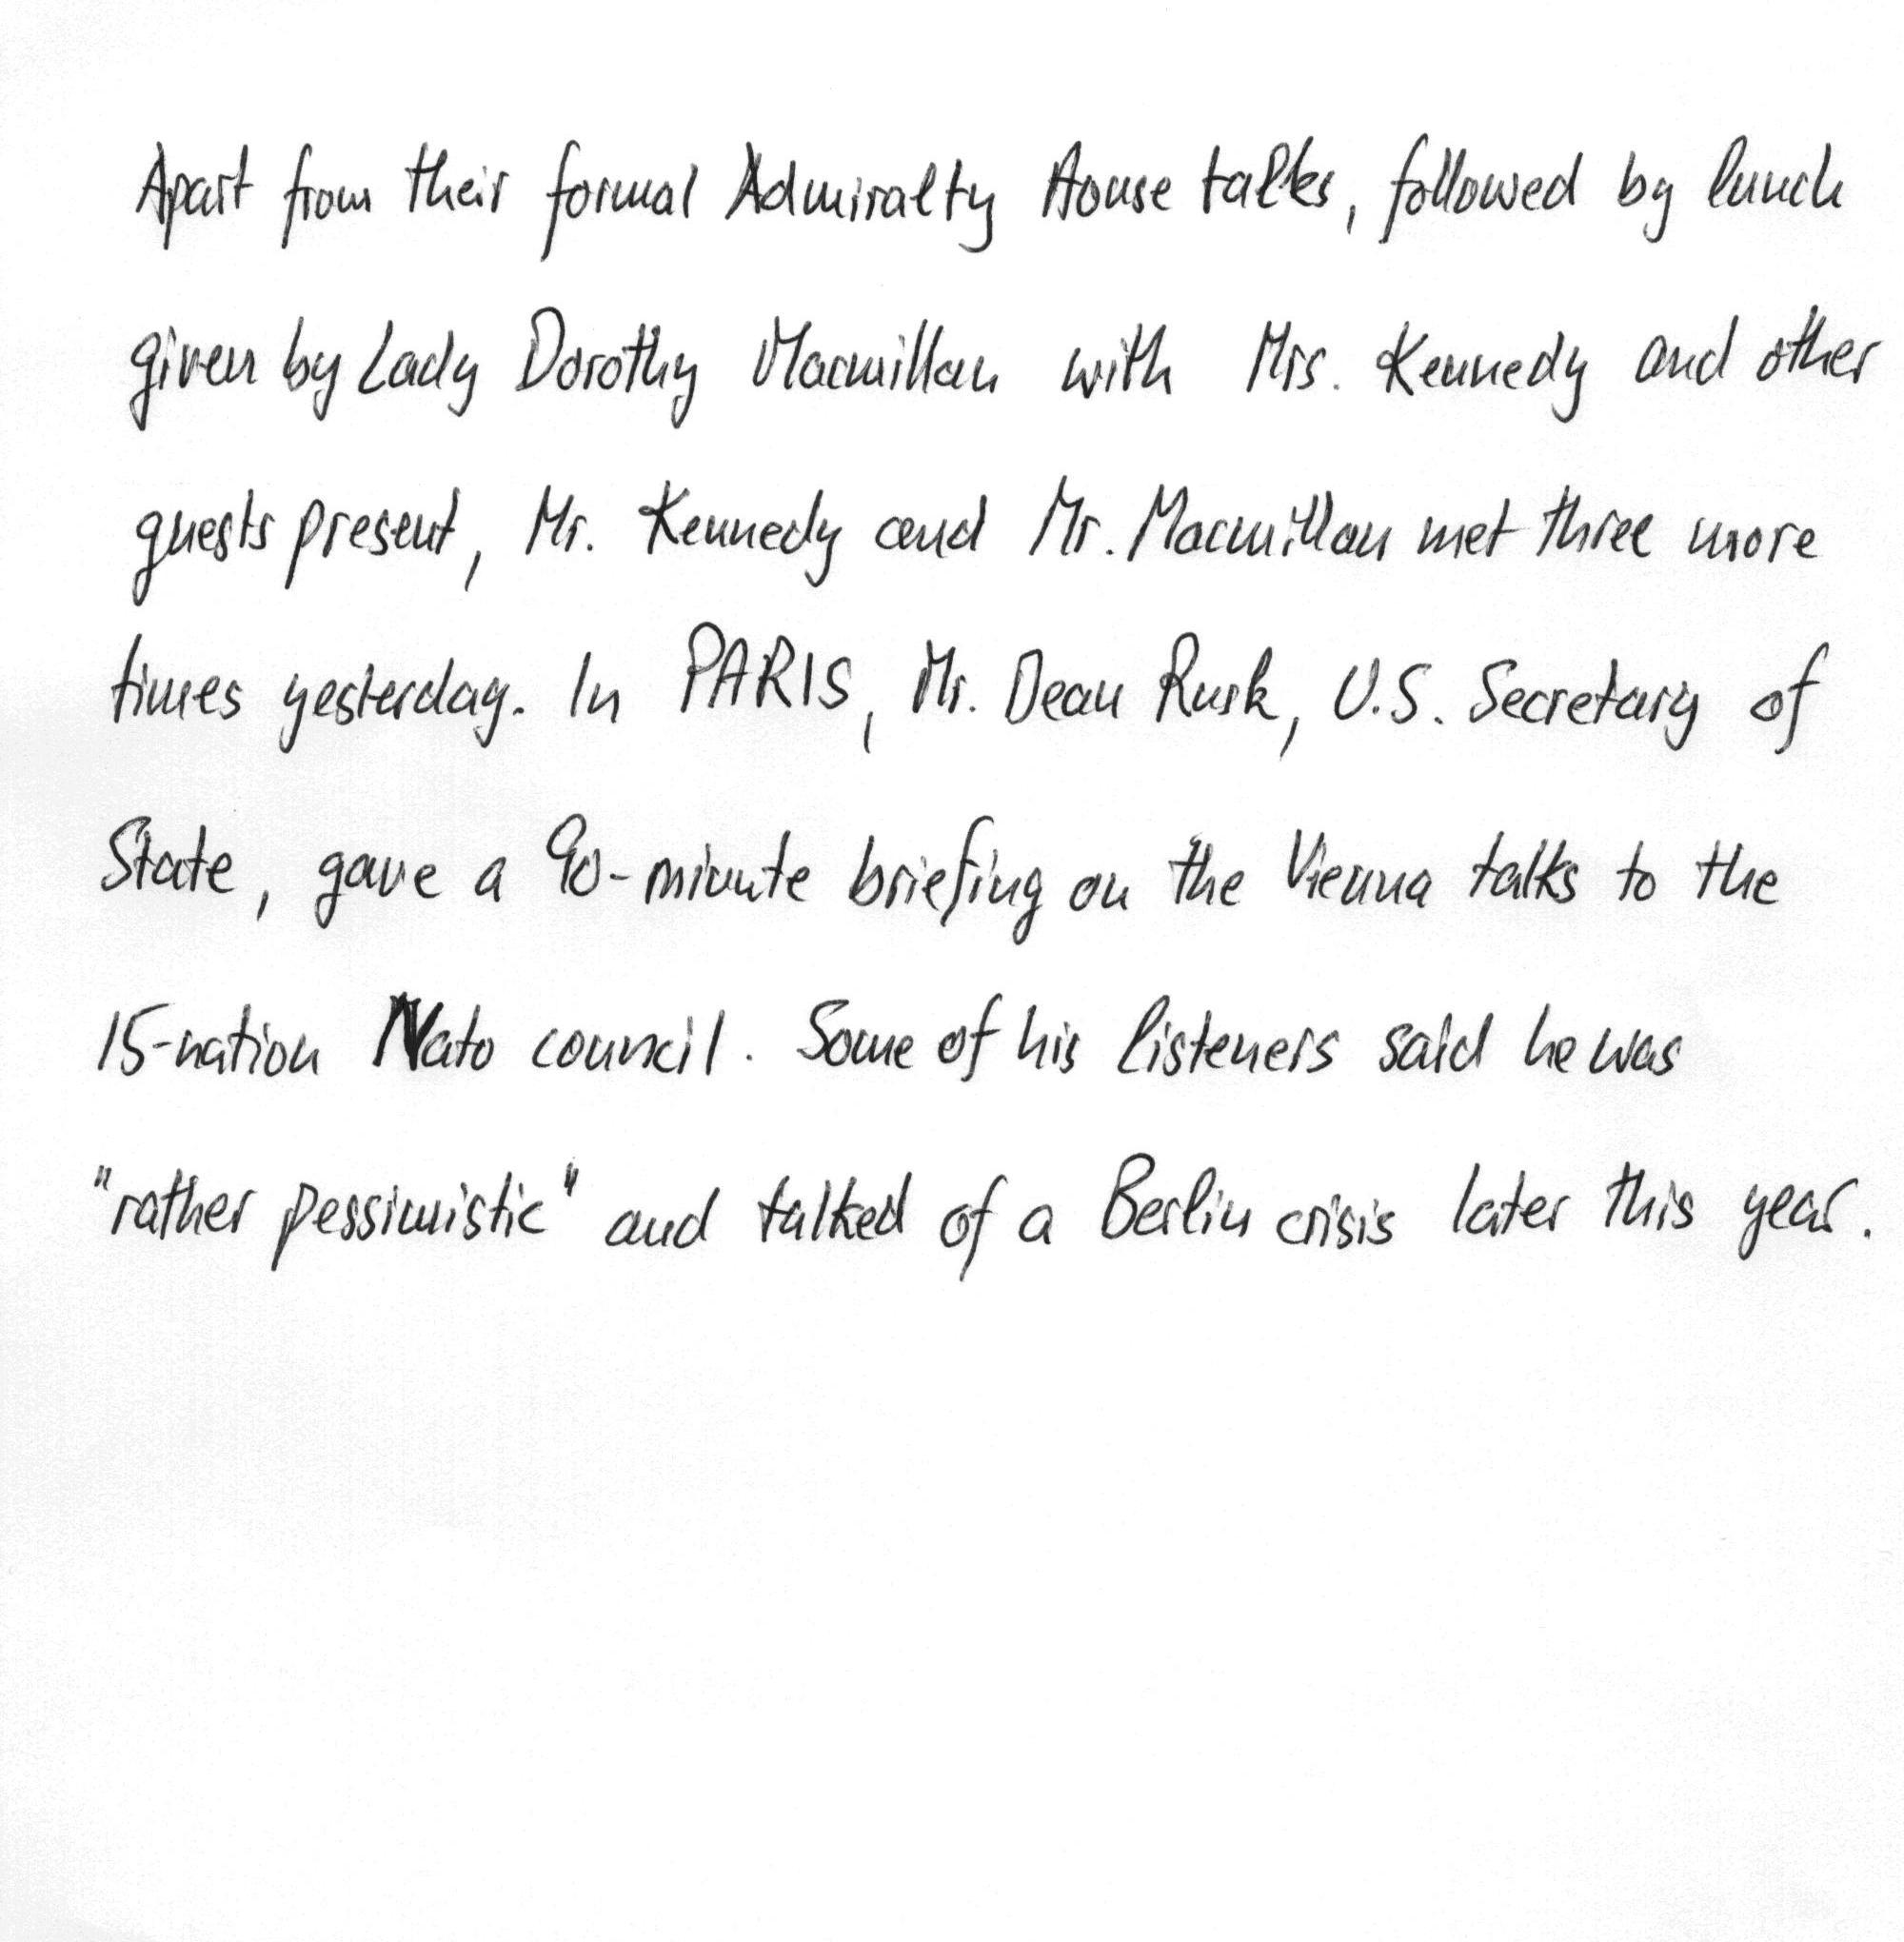 Apart from their formal Admiralty House talks, followed by lunch
given by Lady Dorothy Macmillan with Mrs. Kennedy and other
guests present, Mr. Kennedy and Mr. Macmillan met three more
times yesterday. In PARIS, Mr. Dean Rusk, U.S. Secretary of
State, gave a 90-minute briefing on the Vienna talks to the
15-nation Nato council. Some of his listeners said he was
"rather pessimistic" and talked of a Berlin crisis later this year.